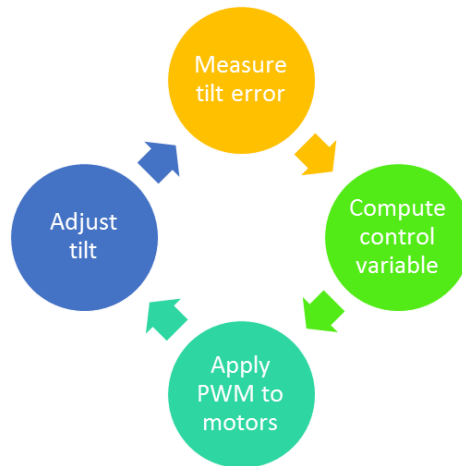 Measure
tilt error
Compute
control
variable
Apply
PWM to
motors
Adjust
tilt